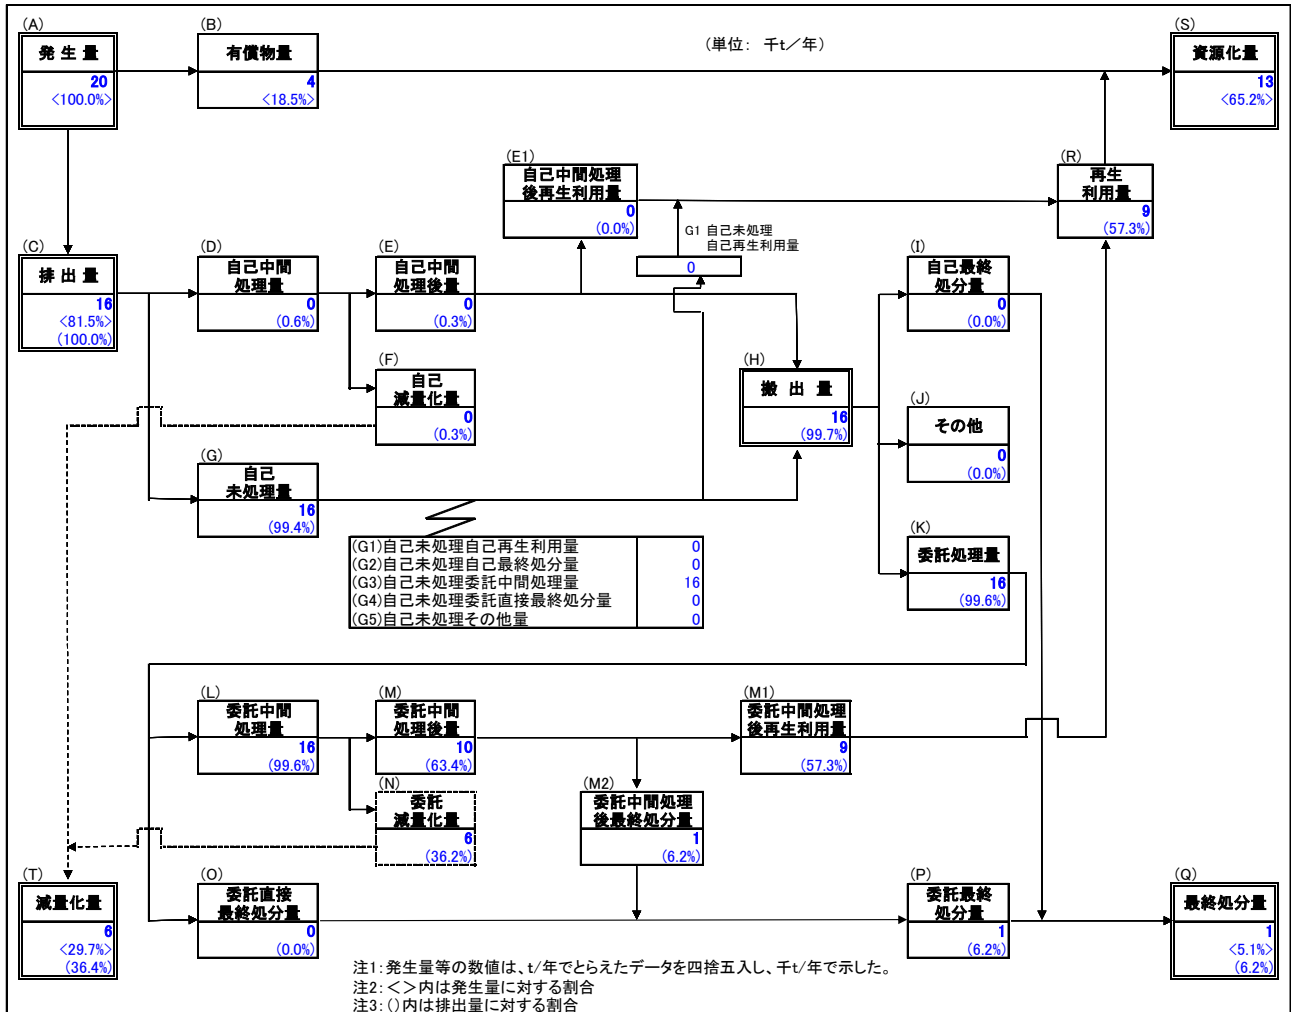 (A)
発 生 量
20
<100.0%>
(B)
有償物量
4
<18.5%>
(単位: 千t/年)
(S)
資源化量
13
<65.2%>
(E1)
自己中間処理
後再生利用量
0
(0.0%)
G1 自己未処理
自己再生利用量
0
(R)
再生
利用量
9
(57.3%)
(C)
排 出 量
16
<81.5%>
(100.0%)
(D)
自己中間
処理量
0
(0.6%)
(E)
自己中間
処理後量
0
(0.3%)
(F)
自己
減量化量
0
(0.3%)
(G)
自己
未処理量
16
(99.4%)
(H)
搬 出 量
16
(99.7%)
(I)
自己最終
処分量
0
(0.0%)
(J)
その他
0
(0.0%)
(K)
委託処理量
16
(99.6%)
(G1)自己未処理自己再生利用量 0
(G2)自己未処理自己最終処分量 0
(G3)自己未処理委託中間処理量 16
(G4)自己未処理委託直接最終処分量 0
(G5)自己未処理その他量 0
(L)
委託中間
処理量
16
(99.6%)
(M)
委託中間
処理後量
10
(63.4%)
(M1)
委託中間処理
後再生利用量
9
(57.3%)
(N)
委託
減量化量
6
(36.2%)
(M2)
委託中間処理
後最終処分量
1
(6.2%)
(T)
減量化量
6
<29.7%>
(36.4%)
(O)
委託直接
最終処分量
0
(0.0%)
(P)
委託最終
処分量
1
(6.2%)
(Q)
最終処分量
1
<5.1%>
(6.2%)
注1:発生量等の数値は、t/年でとらえたデータを四捨五入し、千t/年で示した。
注2:<>内は発生量に対する割合
注3:()内は排出量に対する割合